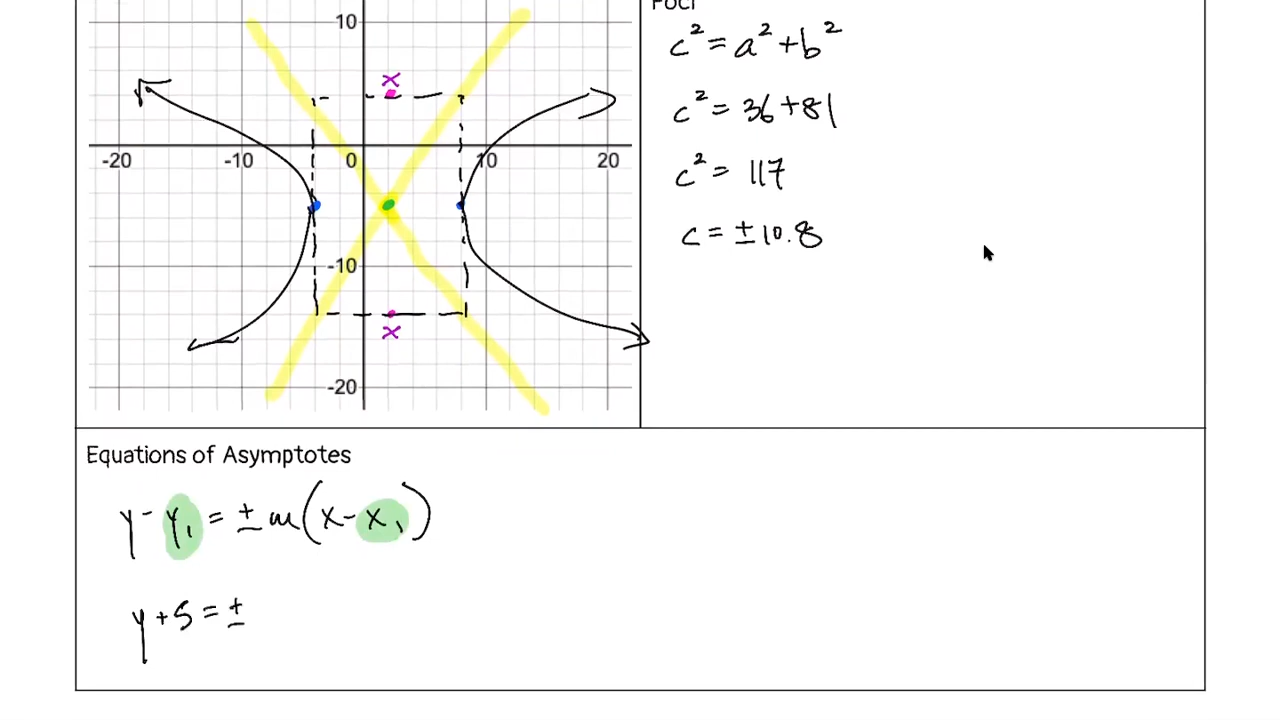 Foci
c² = a² + b²
c² = 36 + 81
c² = 117
c = ± 10.8
10
x
-20 -10 0 10 20
-10
x
-20
Equations of Asymptotes
y - y₁ = ± m(x - x₁)
y + 5 = ±